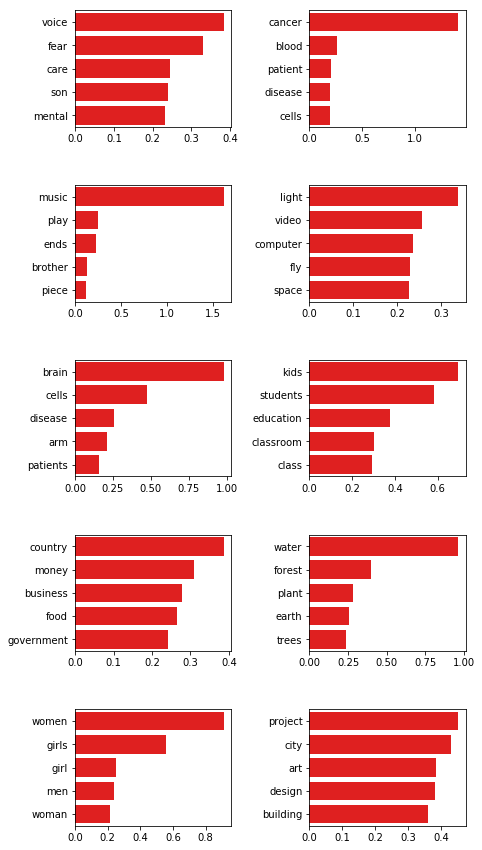 voice
fear
care
son
mental
0.0 0.1 0.2 0.3 0.4
cancer
blood
patient
disease
cells
0.0 0.5 1.0
music
play
ends
brother
piece
0.0 0.5 1.0 1.5
light
video
computer
fly
space
0.0 0.1 0.2 0.3
brain
cells
disease
arm
patients
0.00 0.25 0.50 0.75 1.00
kids
students
education
classroom
class
0.0 0.2 0.4 0.6
country
money
business
food
government
0.0 0.1 0.2 0.3 0.4
water
forest
plant
earth
trees
0.00 0.25 0.50 0.75 1.00
women
girls
girl
men
woman
0.0 0.2 0.4 0.6 0.8
project
city
art
design
building
0.0 0.2 0.4